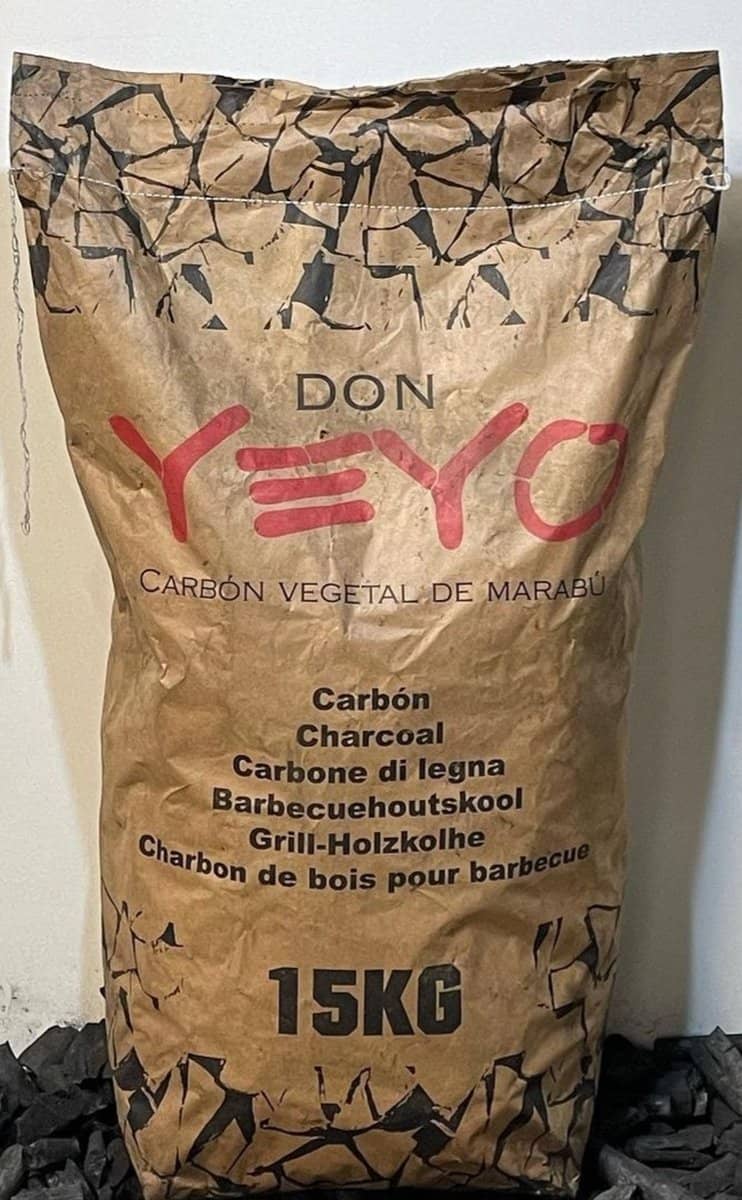 DON
YEYO
CARBÓN VEGETAL DE MARABÚ
Carbón
Charcoal
Carbone di legna
Barbecuehoutskool
Grill-Holzkolhe
Charbon de bois pour barbecue
15KG